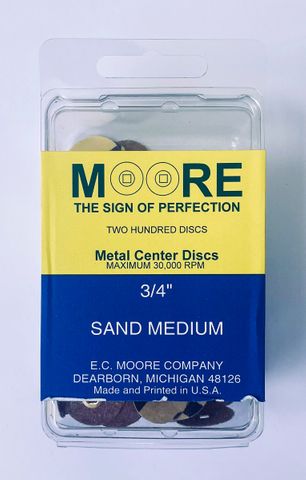 MOORE
THE SIGN OF PERFECTION
TWO HUNDRED DISCS
Metal Center Discs
MAXIMUM 30,000 RPM
3/4"
SAND MEDIUM
E.C. MOORE COMPANY
DEARBORN, MICHIGAN 48126
Made and Printed in U.S.A.